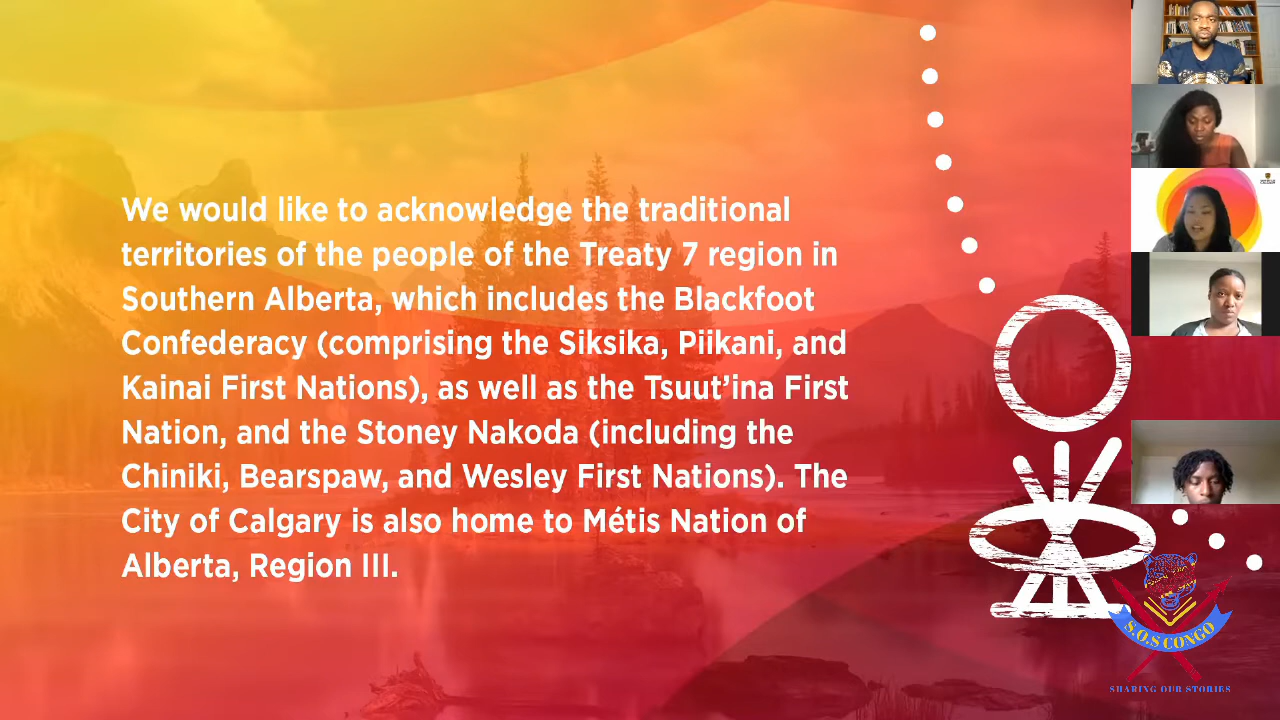 We would like to acknowledge the traditional
territories of the people of the Treaty 7 region in
Southern Alberta, which includes the Blackfoot
Confederacy (comprising the Siksika, Piikani, and
Kainai First Nations), as well as the Tsuut’ina First
Nation, and the Stoney Nakoda (including the
Chiniki, Bearspaw, and Wesley First Nations). The
City of Calgary is also home to Métis Nation of
Alberta, Region III.
S.O.S CONGO
SHARING OUR STORIES